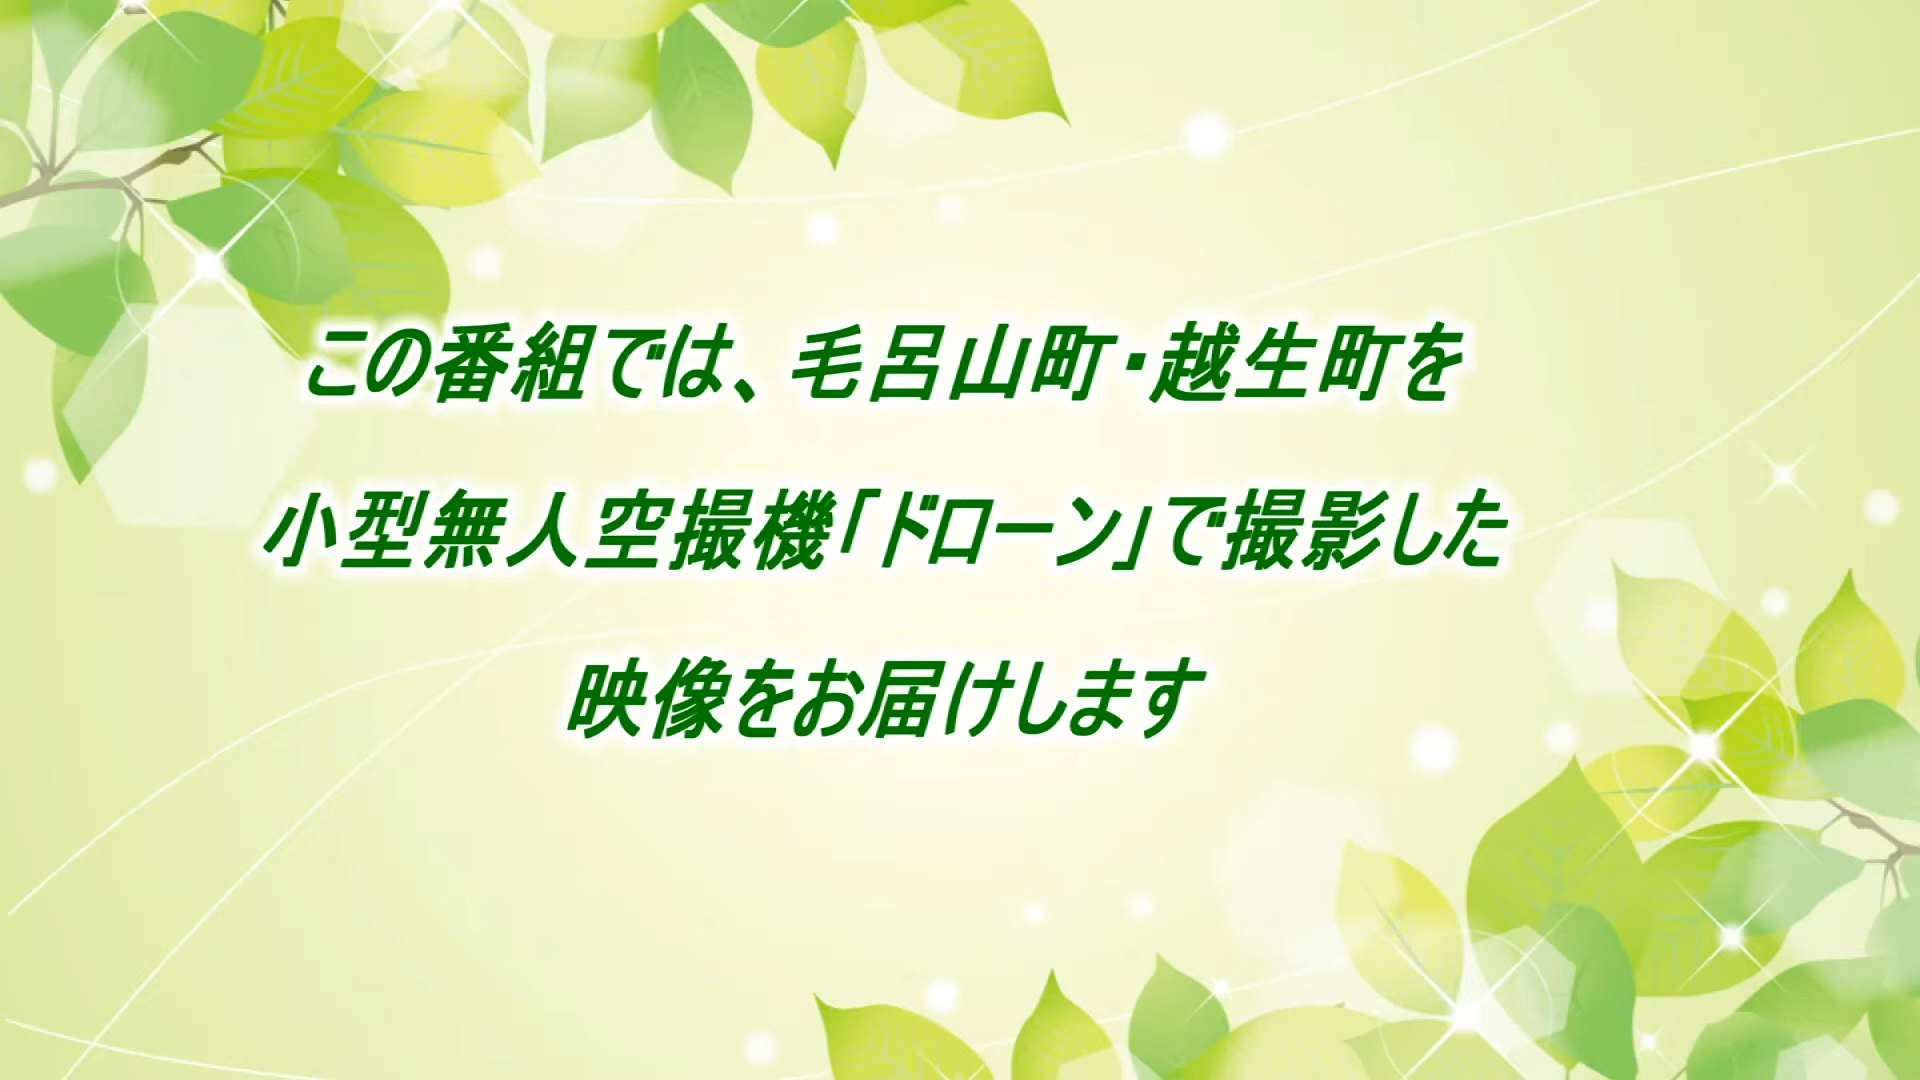 この番組では、毛呂山町・越生町を
小型無人空撮機「ドローン」で撮影した
映像をお届けします